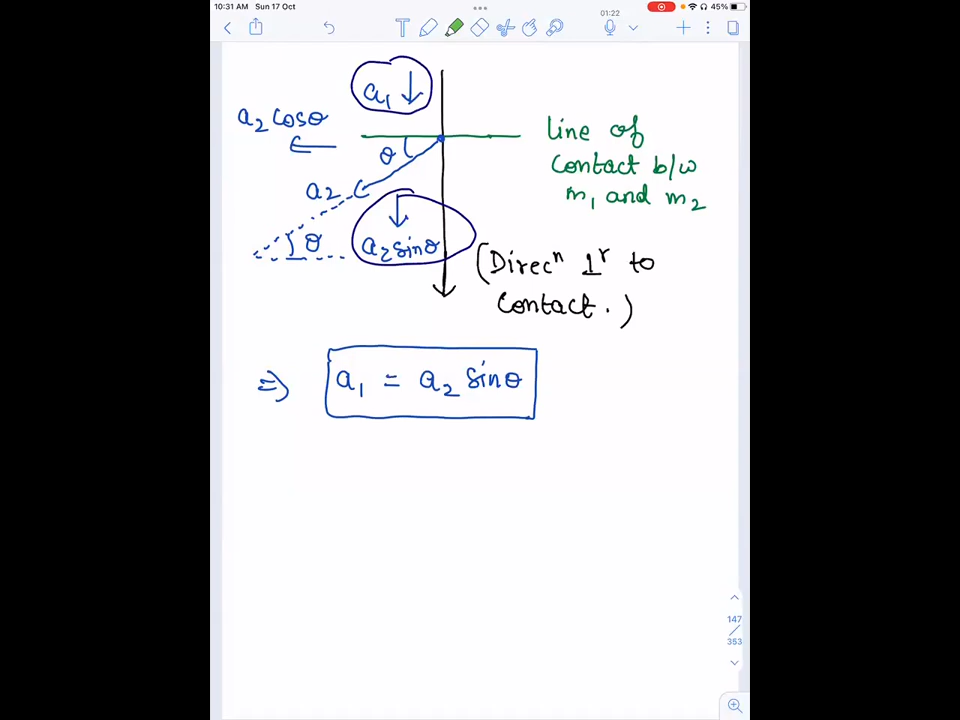 10:31 AM Sun 17 Oct
01:22
45%
T
a₁ ↓
a₂ cosθ
←
θ
a₂
θ
↓
a₂ sinθ
line of
contact b/w
m₁ and m₂
(Direcⁿ ⊥ʳ to
contact.)
⇒ a₁ = a₂ sinθ
147
/
353